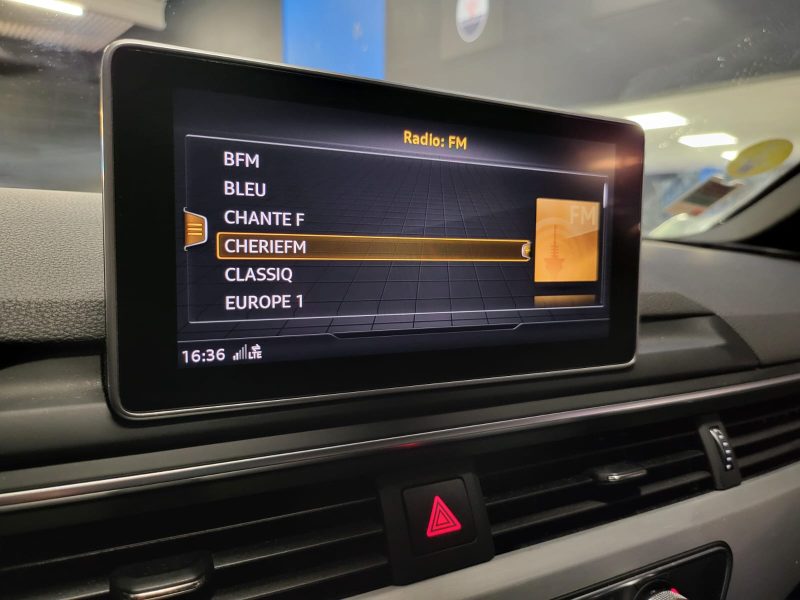 Radio: FM
BFM
BLEU
CHANTE F
CHERIEFM
CLASSIQ
EUROPE 1
FM
16:36 LTE